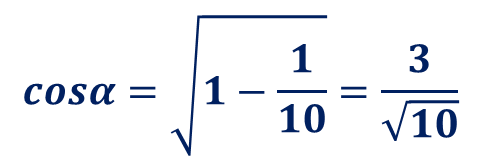 cosα = √(1 − 1/10) = 3/√10